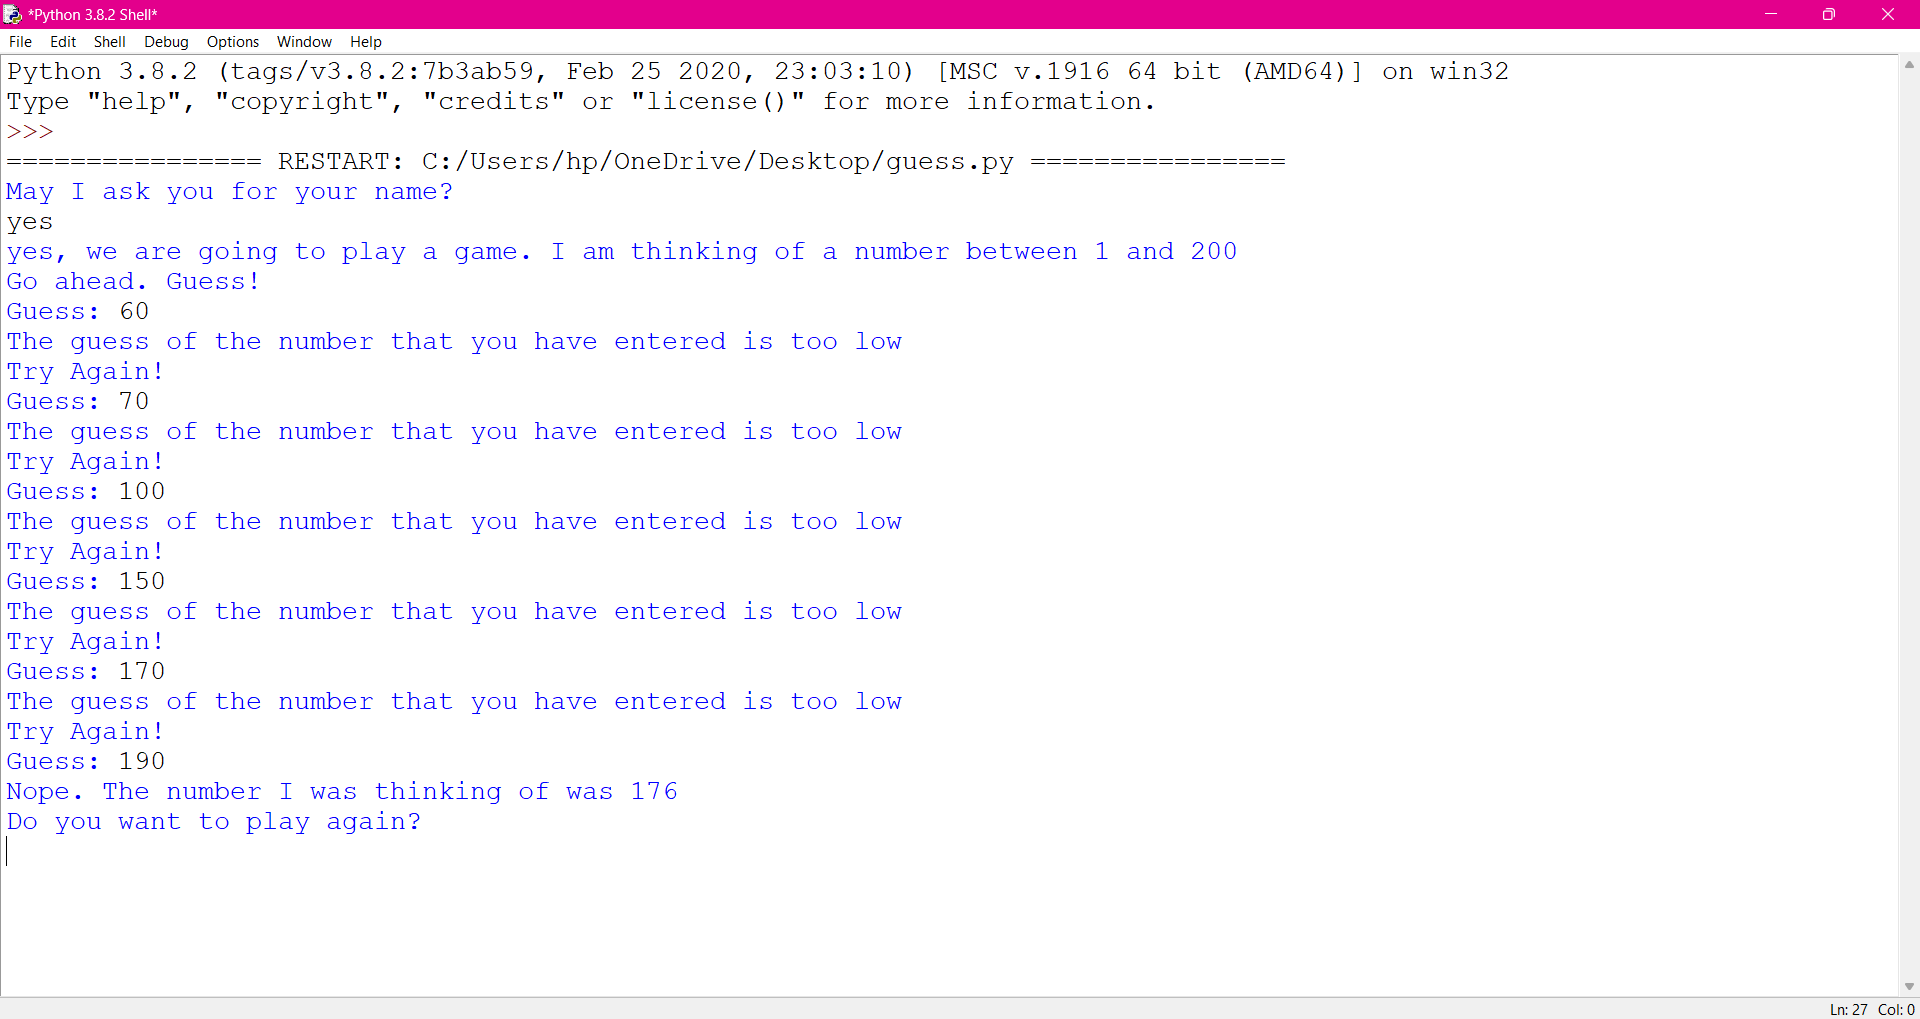 *Python 3.8.2 Shell*
File Edit Shell Debug Options Window Help
Python 3.8.2 (tags/v3.8.2:7b3ab59, Feb 25 2020, 23:03:10) [MSC v.1916 64 bit (AMD64)] on win32
Type "help", "copyright", "credits" or "license()" for more information.
>>>
================ RESTART: C:/Users/hp/OneDrive/Desktop/guess.py ================
May I ask you for your name?
yes
yes, we are going to play a game. I am thinking of a number between 1 and 200
Go ahead. Guess!
Guess: 60
The guess of the number that you have entered is too low
Try Again!
Guess: 70
The guess of the number that you have entered is too low
Try Again!
Guess: 100
The guess of the number that you have entered is too low
Try Again!
Guess: 150
The guess of the number that you have entered is too low
Try Again!
Guess: 170
The guess of the number that you have entered is too low
Try Again!
Guess: 190
Nope. The number I was thinking of was 176
Do you want to play again?
Ln: 27 Col: 0